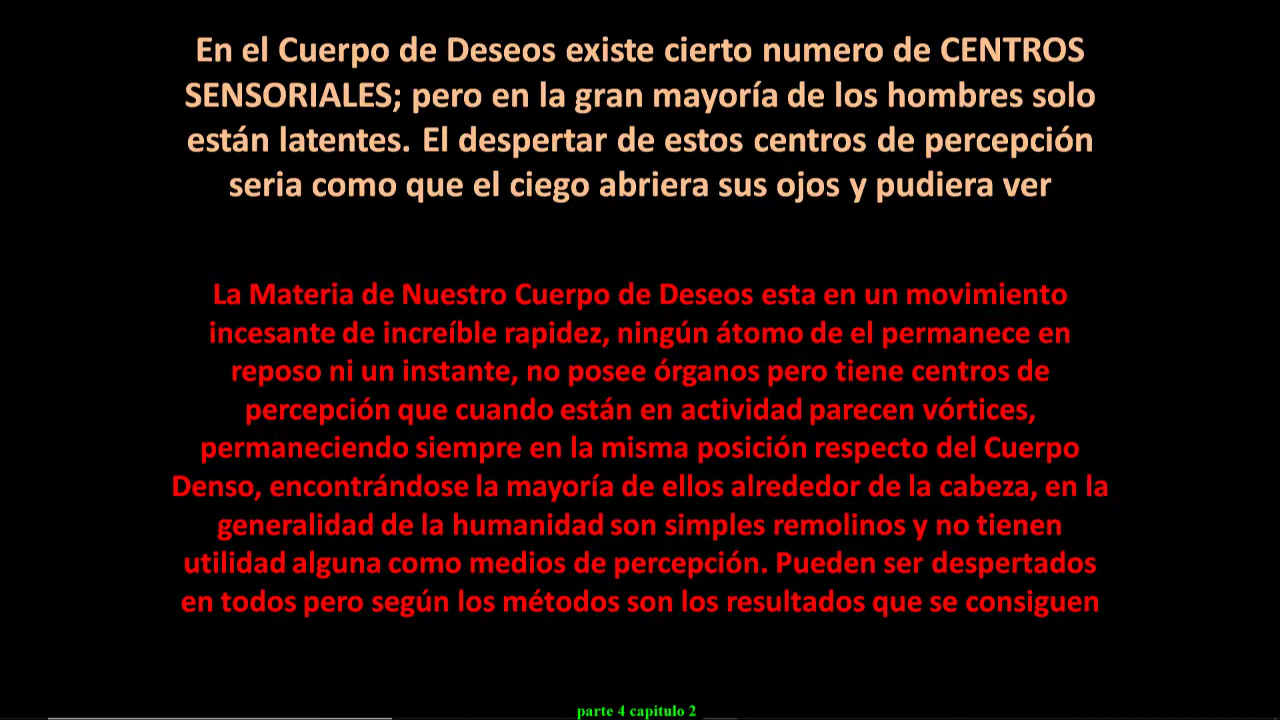 En el Cuerpo de Deseos existe cierto numero de CENTROS
SENSORIALES; pero en la gran mayoría de los hombres solo
están latentes. El despertar de estos centros de percepción
seria como que el ciego abriera sus ojos y pudiera ver
La Materia de Nuestro Cuerpo de Deseos esta en un movimiento
incesante de increíble rapidez, ningún átomo de el permanece en
reposo ni un instante, no posee órganos pero tiene centros de
percepción que cuando están en actividad parecen vórtices,
permaneciendo siempre en la misma posición respecto del Cuerpo
Denso, encontrándose la mayoría de ellos alrededor de la cabeza, en la
generalidad de la humanidad son simples remolinos y no tienen
utilidad alguna como medios de percepción. Pueden ser despertados
en todos pero según los métodos son los resultados que se consiguen
parte 4 capitulo 2